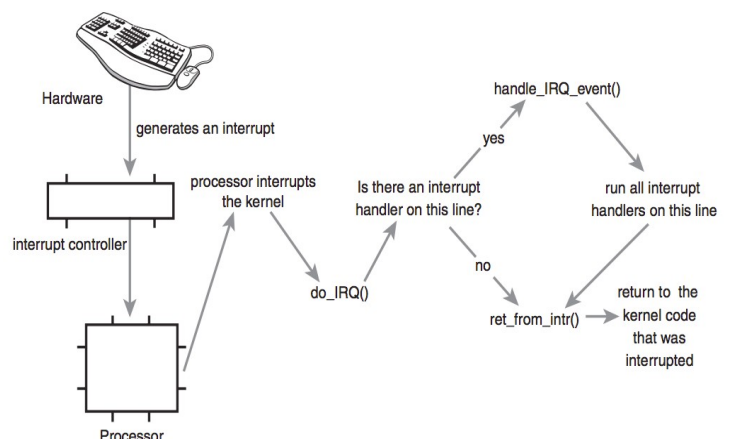 Hardware
generates an interrupt
interrupt controller
Processor
processor interrupts
the kernel
do_IRQ()
Is there an interrupt
handler on this line?
yes
no
handle_IRQ_event()
run all interrupt
handlers on this line
ret_from_intr()
return to the
kernel code
that was
interrupted